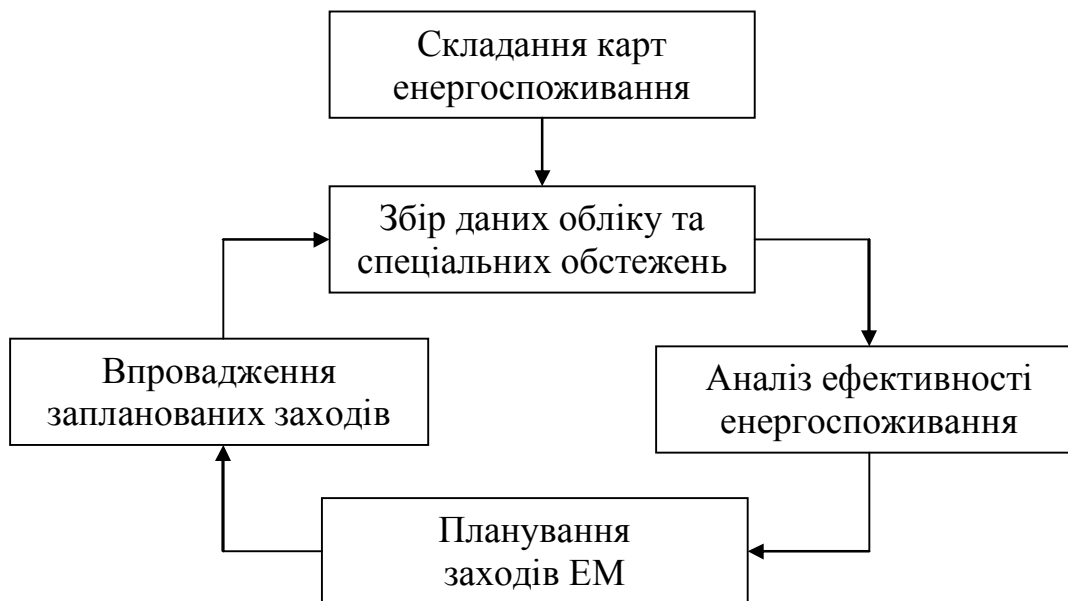 Складання карт
енергоспоживання
Збір даних обліку та
спеціальних обстежень
Впровадження
запланованих заходів
Аналіз ефективності
енергоспоживання
Планування
заходів ЕМ